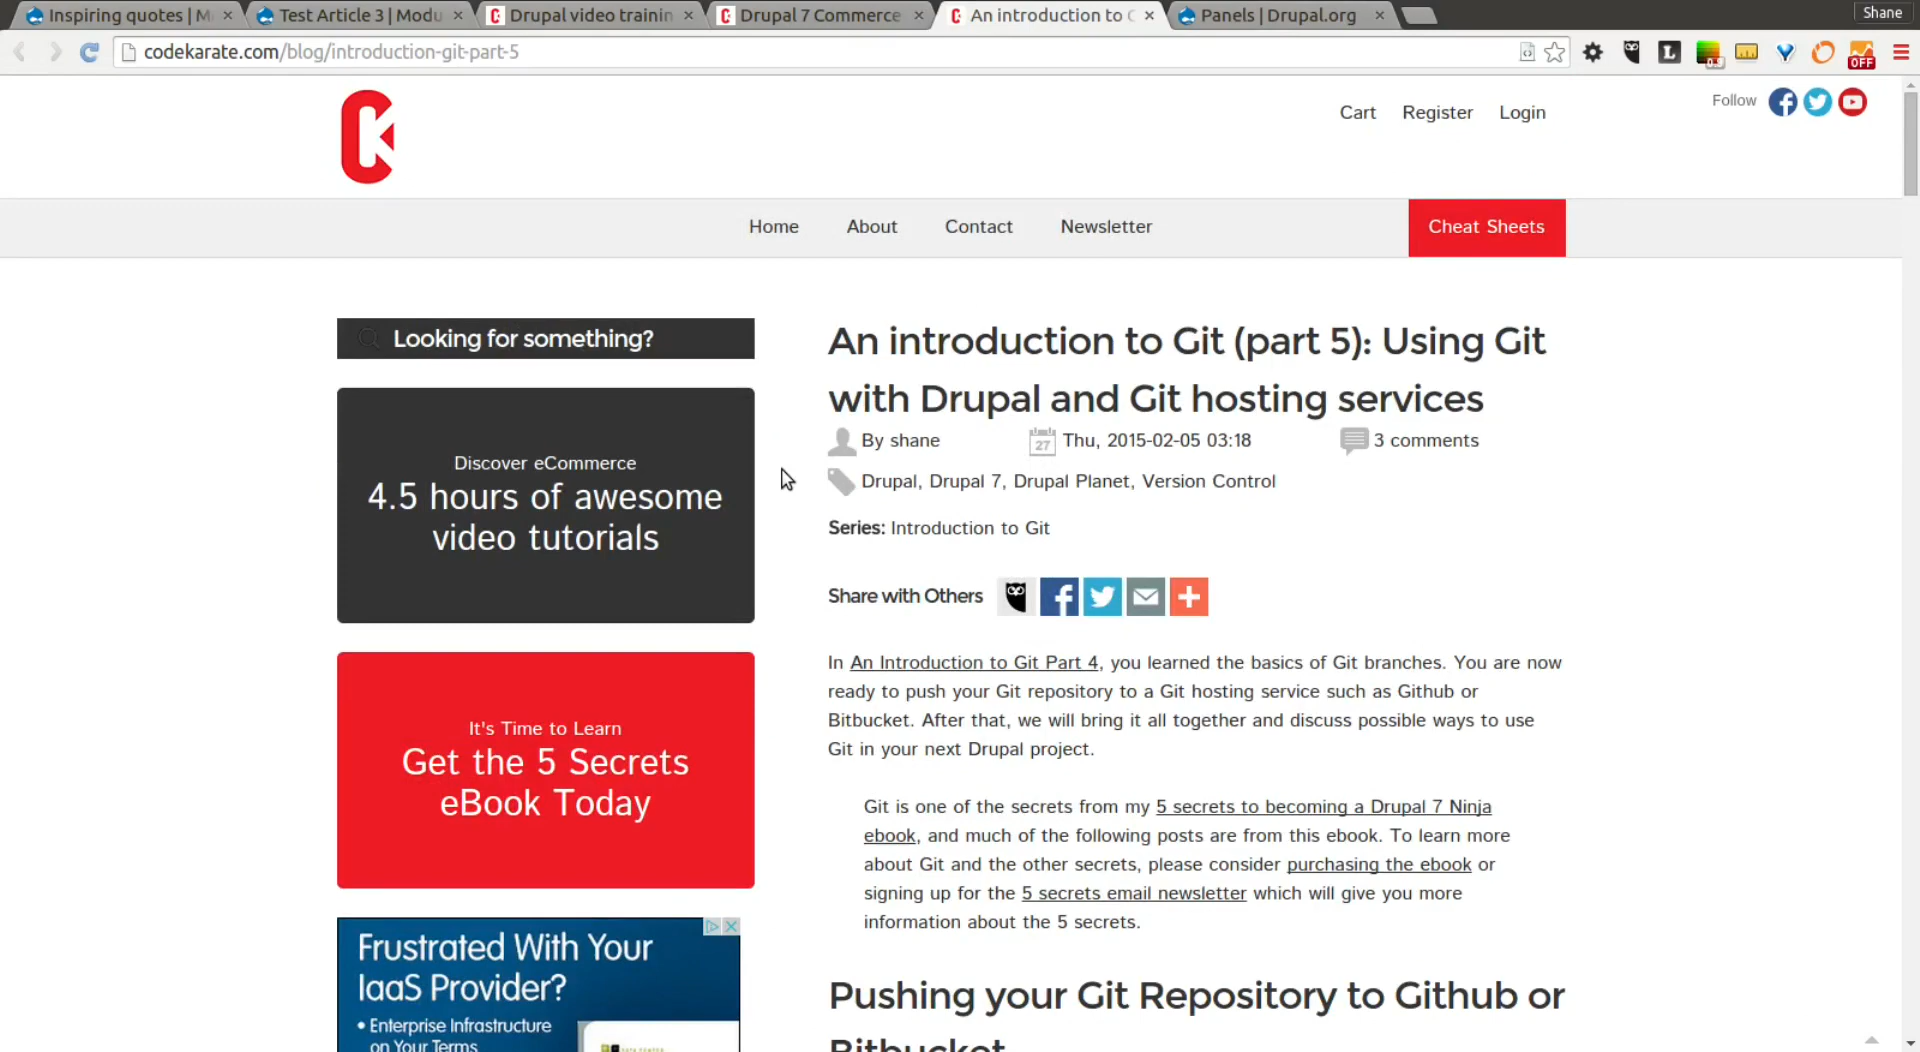 Inspiring quotes | M
Test Article 3 | Modu
Drupal video trainin
Drupal 7 Commerce
An introduction to
Panels | Drupal.org
Shane
codekarate.com/blog/introduction-git-part-5
L
OFF
Cart Register Login
Follow
Home About Contact Newsletter
Cheat Sheets
Looking for something?
Discover eCommerce
4.5 hours of awesome
video tutorials
It's Time to Learn
Get the 5 Secrets
eBook Today
Frustrated With Your
IaaS Provider?
• Enterprise Infrastructure
on Your Terms
An introduction to Git (part 5): Using Git
with Drupal and Git hosting services
By shane
27
Thu, 2015-02-05 03:18
3 comments
Drupal, Drupal 7, Drupal Planet, Version Control
Series: Introduction to Git
Share with Others
In An Introduction to Git Part 4, you learned the basics of Git branches. You are now
ready to push your Git repository to a Git hosting service such as Github or
Bitbucket. After that, we will bring it all together and discuss possible ways to use
Git in your next Drupal project.
Git is one of the secrets from my 5 secrets to becoming a Drupal 7 Ninja
ebook, and much of the following posts are from this ebook. To learn more
about Git and the other secrets, please consider purchasing the ebook or
signing up for the 5 secrets email newsletter which will give you more
information about the 5 secrets.
Pushing your Git Repository to Github or
Bitbucket